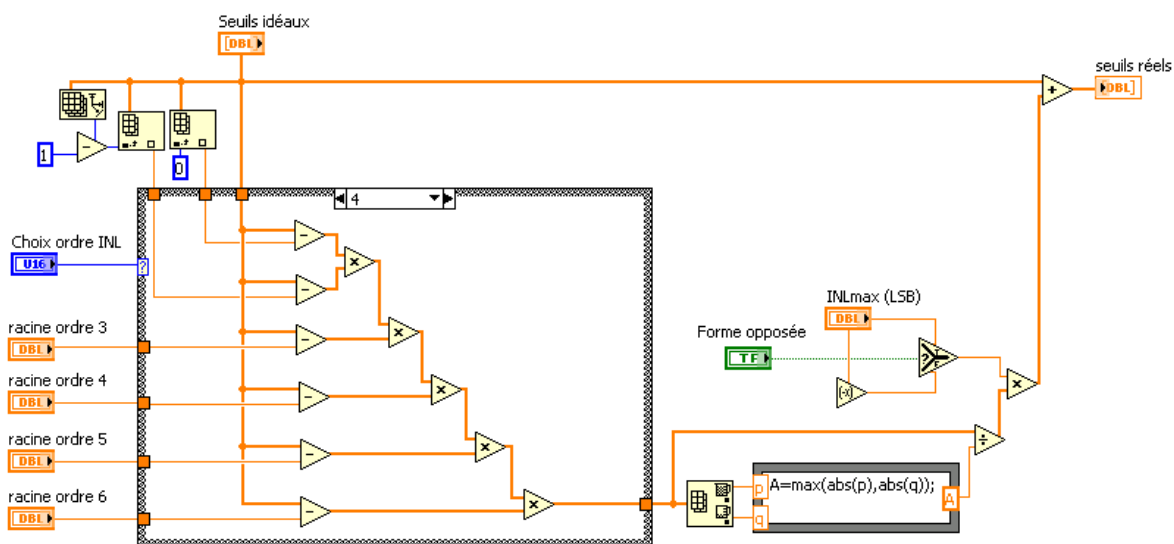 Seuils idéaux
[DBL]
seuils réels
DBL]
1
0
4
Choix ordre INL
U16
?
racine ordre 3
DBL
racine ordre 4
DBL
racine ordre 5
DBL
racine ordre 6
DBL
INLmax (LSB)
DBL
Forme opposée
TF
?
F
(-x)
p
q
A=max(abs(p),abs(q));
A